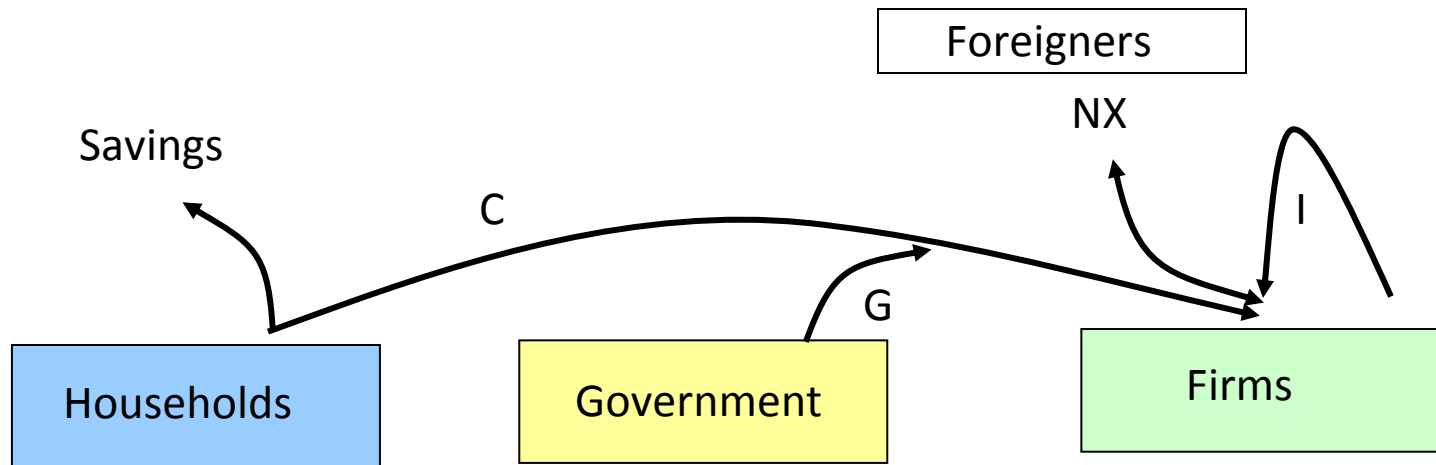 Foreigners
NX
Savings
C
I
G
Households
Government
Firms